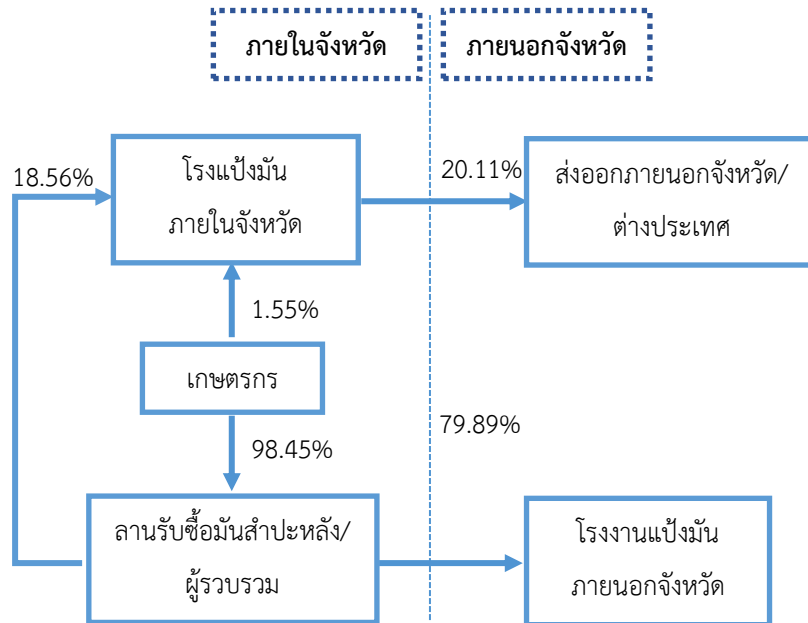 ภายในจังหวัด
ภายนอกจังหวัด
18.56%
โรงแป้งมัน
ภายในจังหวัด
20.11%
ส่งออกภายนอกจังหวัด/
ต่างประเทศ
1.55%
เกษตรกร
98.45%
79.89%
ลานรับซื้อมันสำปะหลัง/
ผู้รวบรวม
โรงงานแป้งมัน
ภายนอกจังหวัด